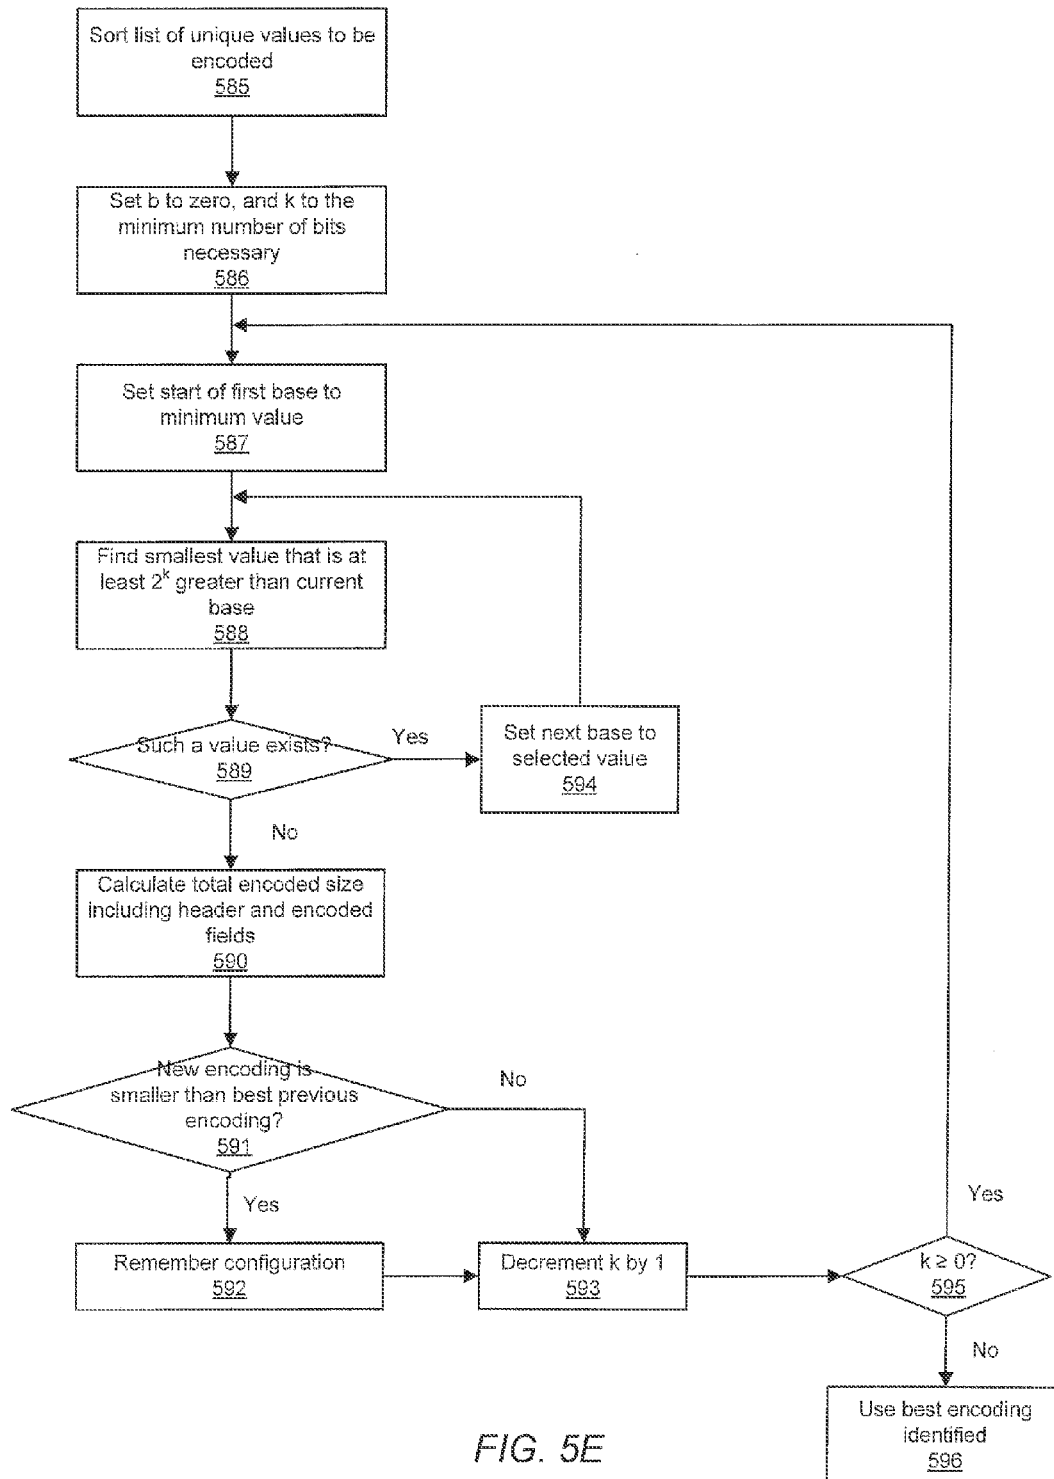 Sort list of unique values to be
encoded
585
Set b to zero, and k to the
minimum number of bits
necessary
586
Set start of first base to
minimum value
587
Find smallest value that is at
least 2^k greater than current
base
588
Such a value exists?
589
Yes
Set next base to
selected value
594
No
Calculate total encoded size
including header and encoded
fields
590
New encoding is
smaller than best previous
encoding?
591
No
Yes
Remember configuration
592
Decrement k by 1
593
Yes
k ≥ 0?
595
No
Use best encoding
identified
596
FIG. 5E